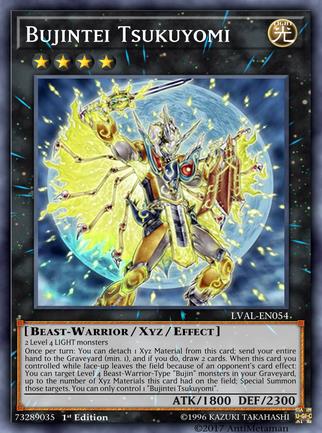 Bujintei Tsukuyomi
LIGHT
光
LVAL-EN054
[Beast-Warrior / Xyz / Effect]
2 Level 4 LIGHT monsters
Once per turn: You can detach 1 Xyz Material from this card; send your entire
hand to the Graveyard (min. 1), and if you do, draw 2 cards. When this card you
controlled while face-up leaves the field because of an opponent's card effect:
You can target Level 4 Beast-Warrior-Type "Bujin" monsters in your Graveyard,
up to the number of Xyz Materials this card had on the field; Special Summon
those targets. You can only control 1 "Bujintei Tsukuyomi".
ATK/1800 DEF/2300
73289035 1st Edition ©1996 KAZUKI TAKAHASHI
©2017 AntiMetaman